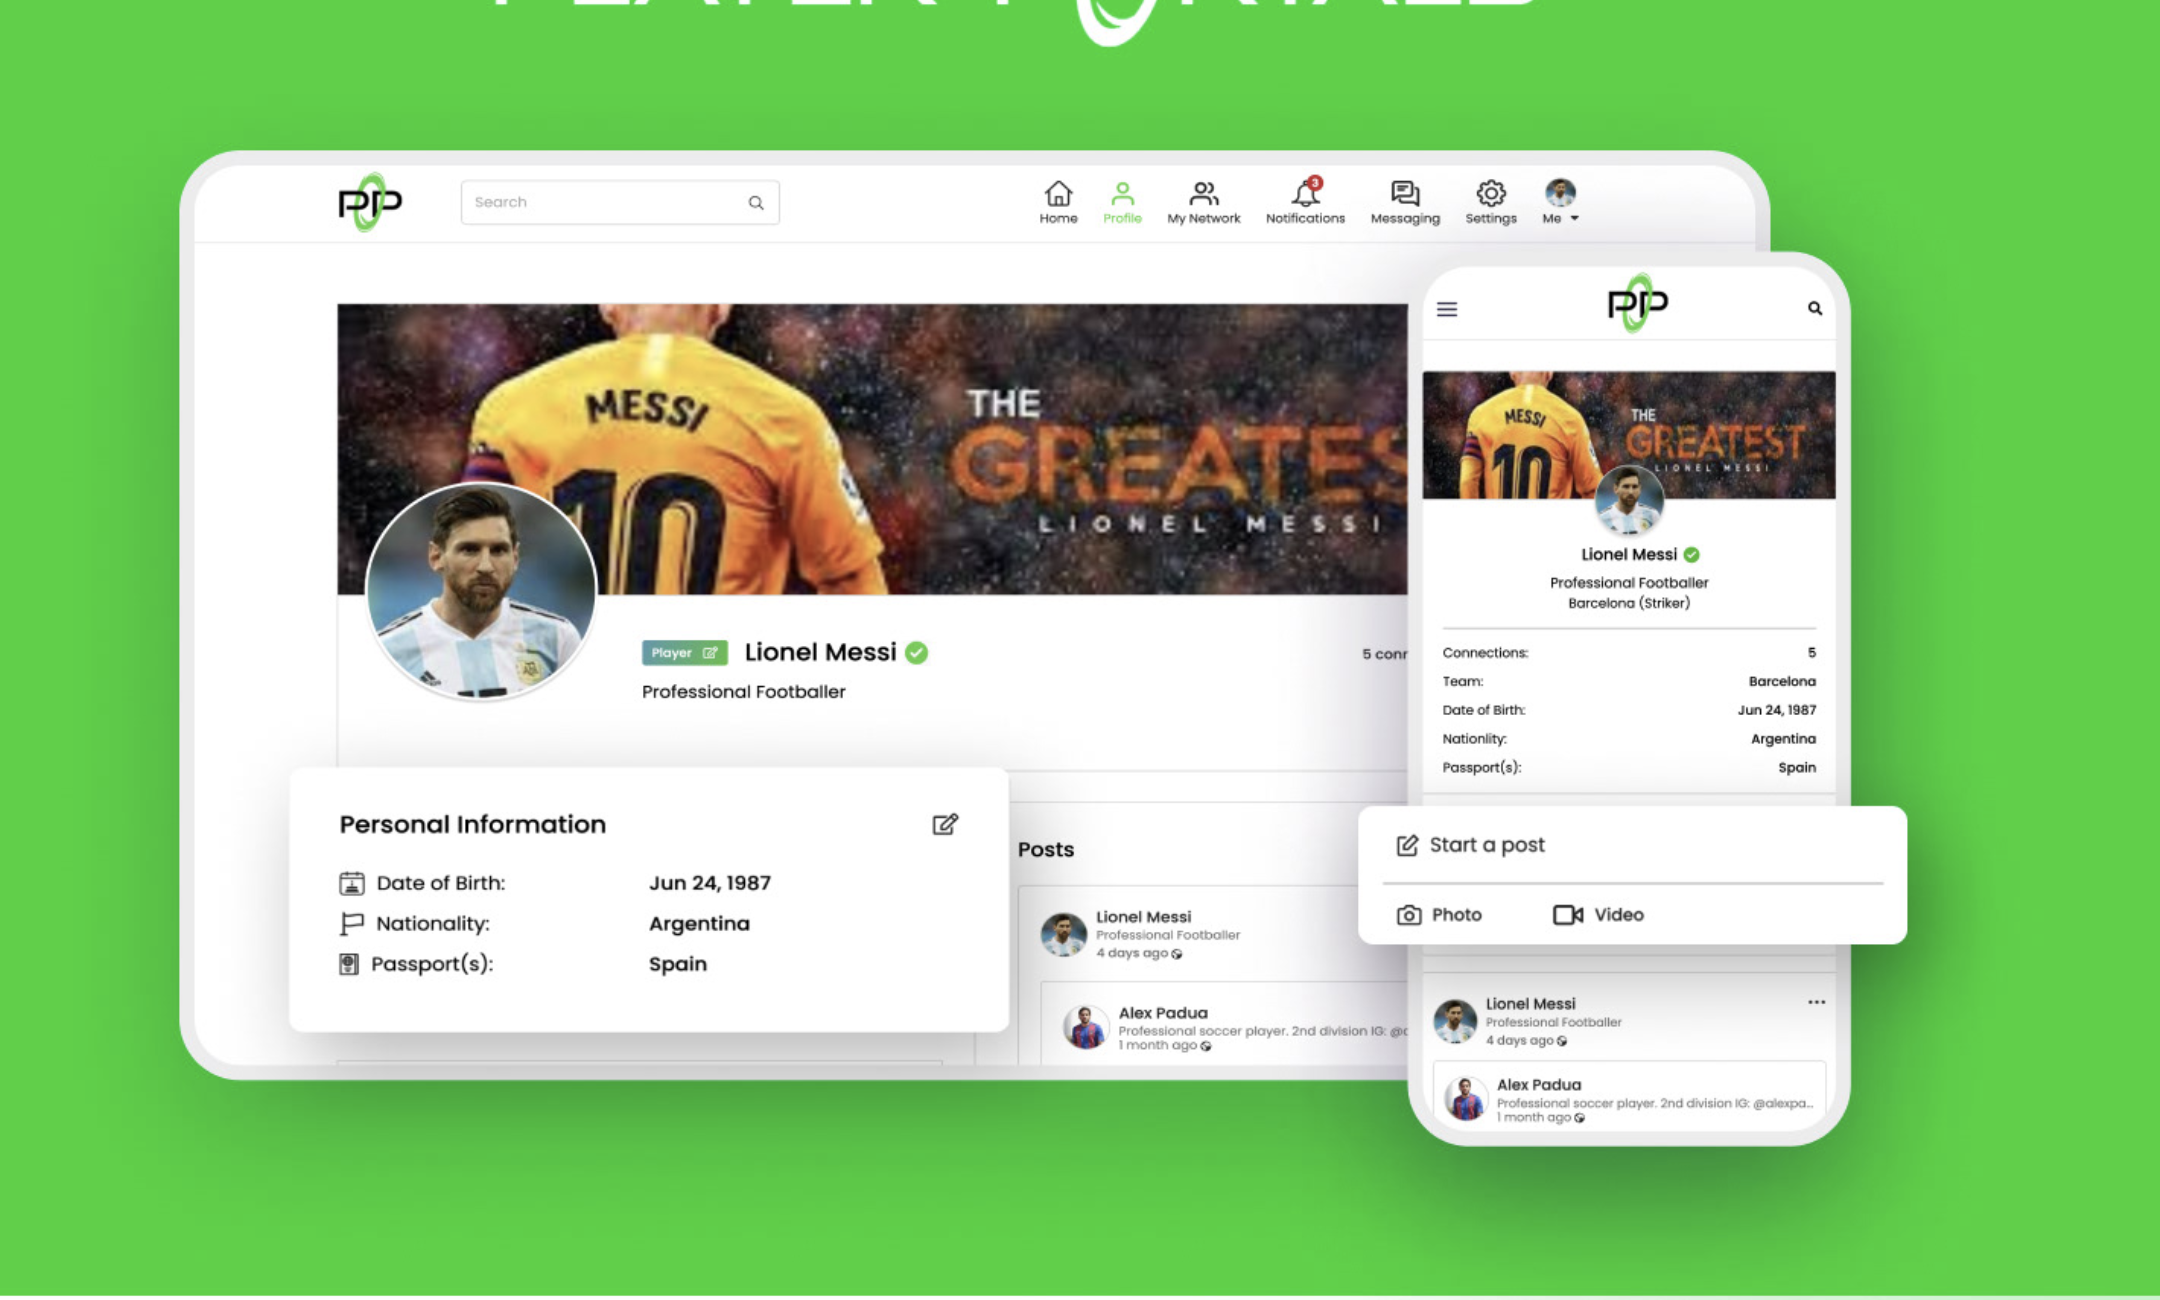 PLAYER PORTALS
PP
Search
Home
Profile
My Network
3
Notifications
Messaging
Settings
Me
MESSI
10
THE
GREATES
LIONEL MESSI
Player
Lionel Messi
Professional Footballer
5 conr
Personal Information
Date of Birth:
Jun 24, 1987
Nationality:
Argentina
Passport(s):
Spain
Posts
Lionel Messi
Professional Footballer
4 days ago
Alex Padua
Professional soccer player. 2nd division IG: @c
1 month ago
PP
MESSI
10
THE
GREATEST
LIONEL MESSI
Lionel Messi
Professional Footballer
Barcelona (Striker)
Connections:
5
Team:
Barcelona
Date of Birth:
Jun 24, 1987
Nationlity:
Argentina
Passport(s):
Spain
Start a post
Photo
Video
Lionel Messi
Professional Footballer
4 days ago
Alex Padua
Professional soccer player. 2nd division IG: @alexpa...
1 month ago